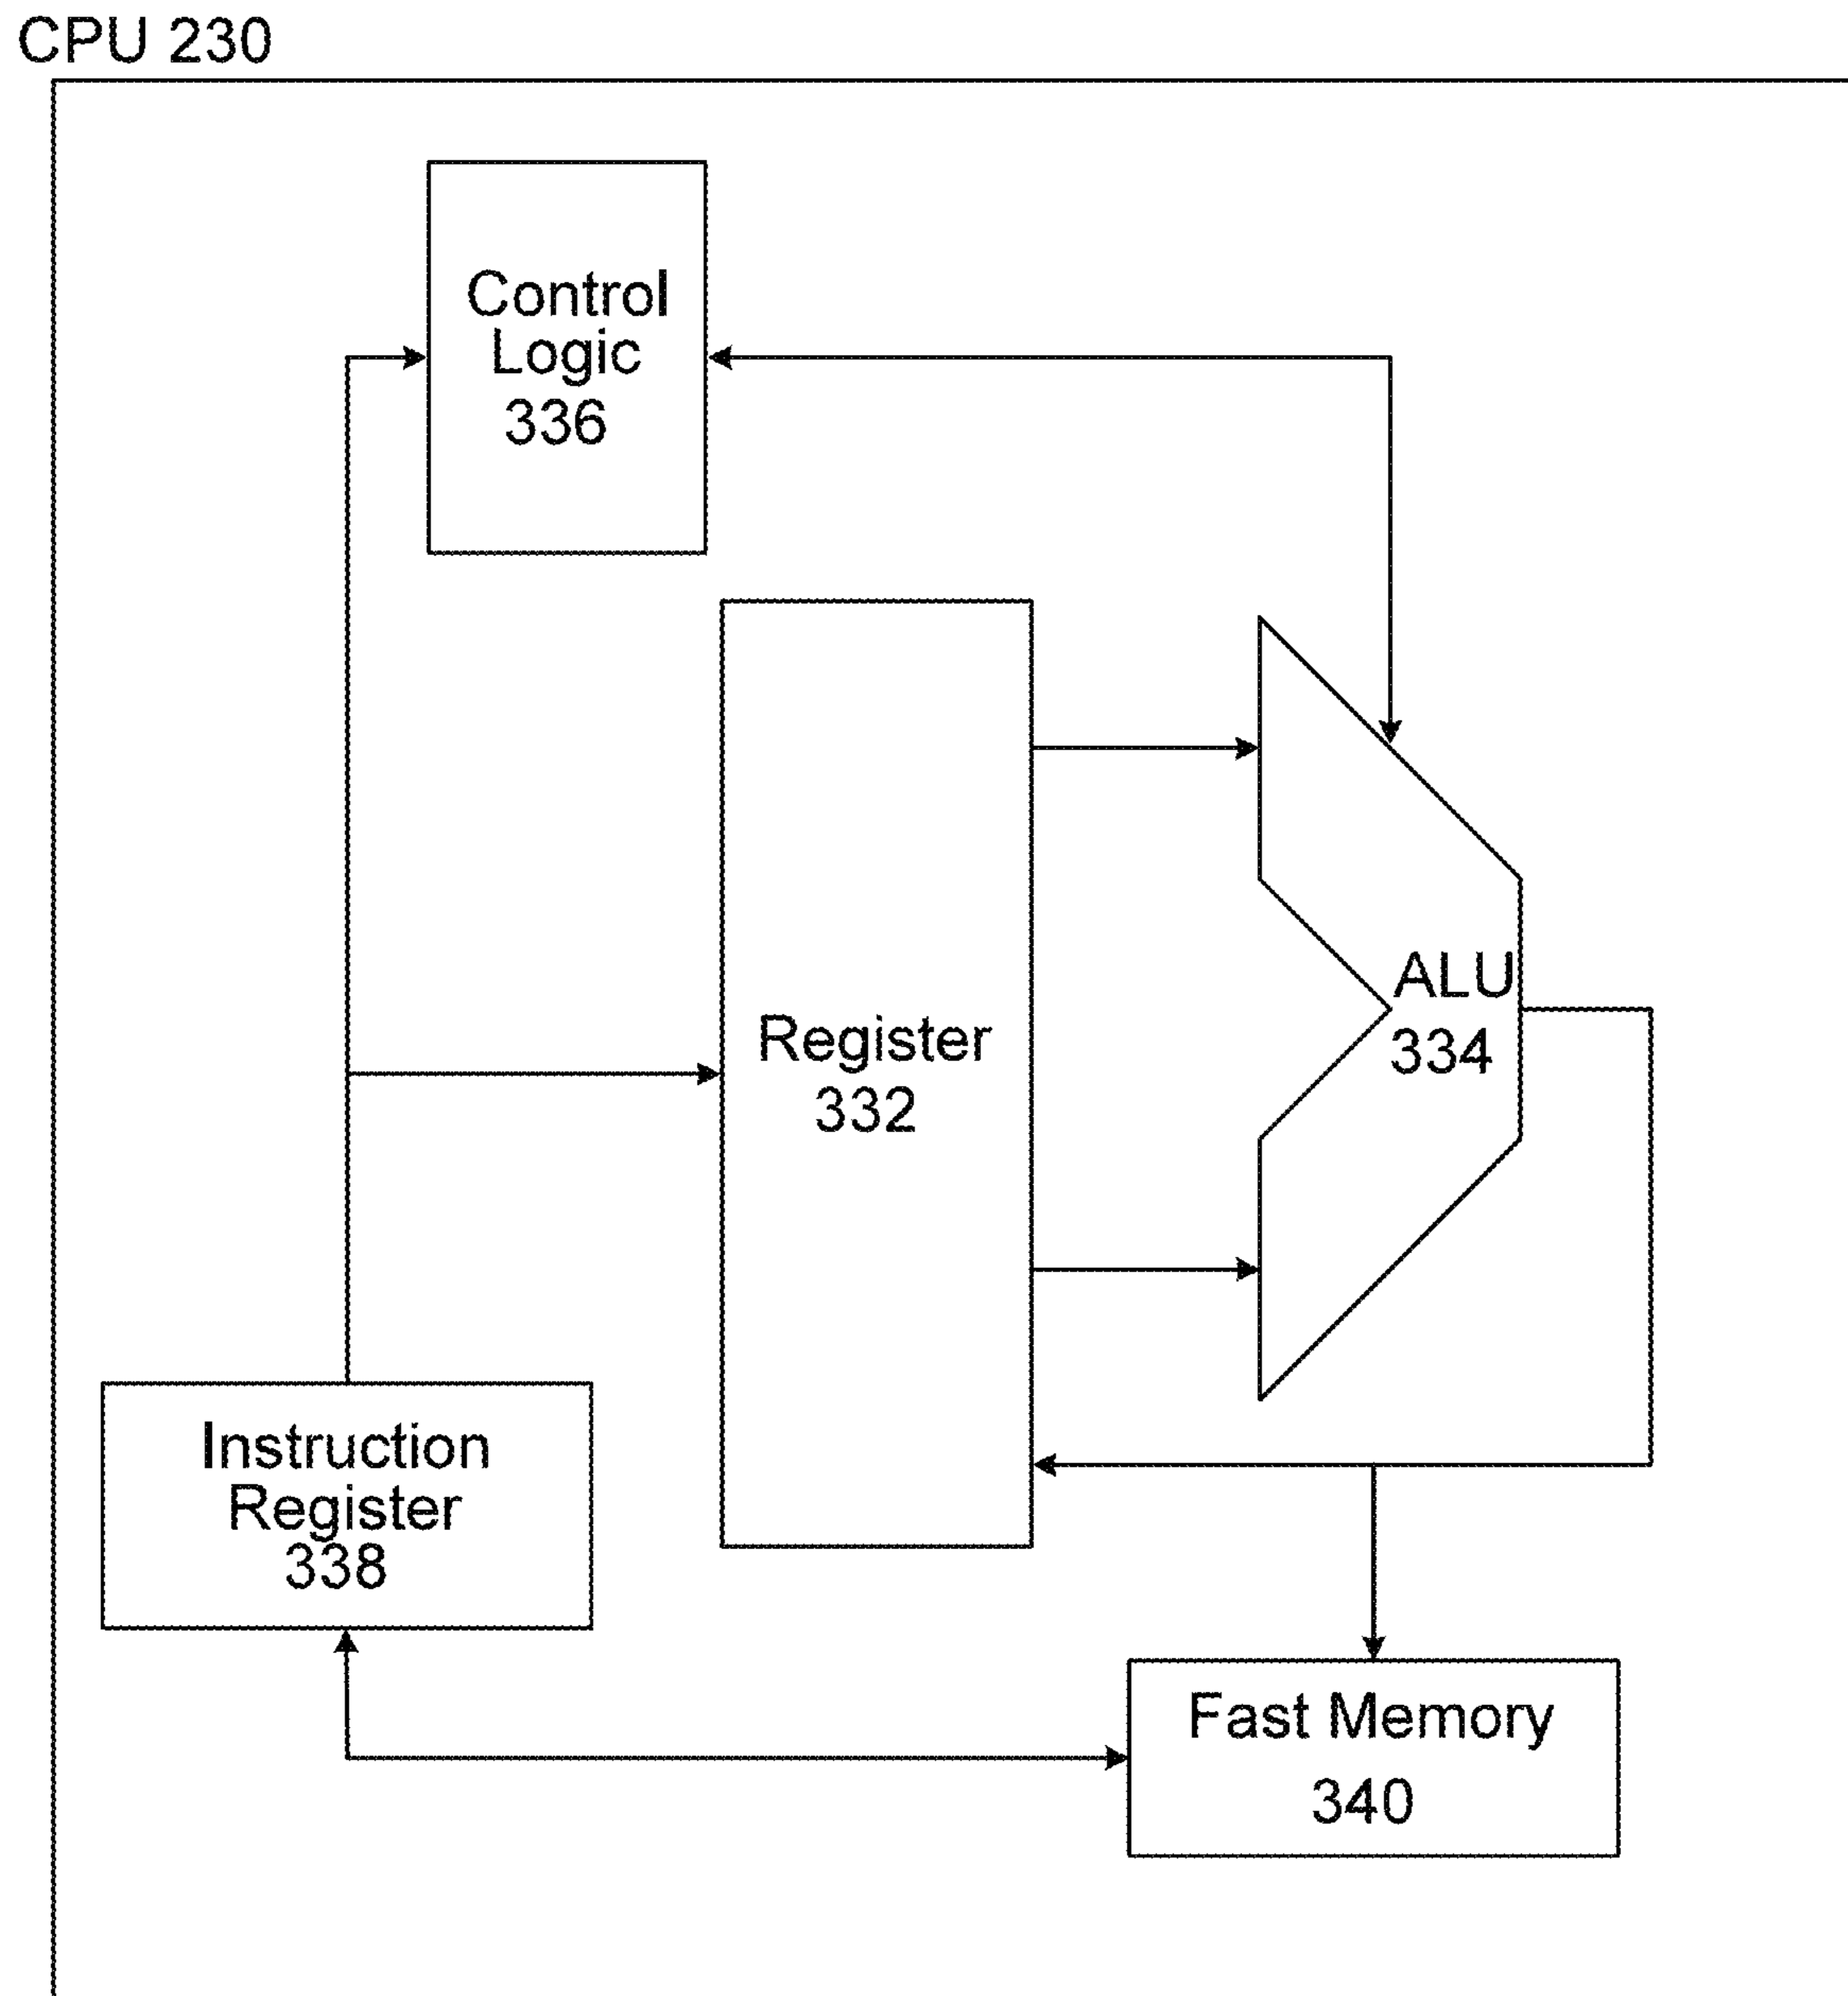 CPU 230
Control
Logic
336
Register
332
ALU
334
Instruction
Register
338
Fast Memory
340